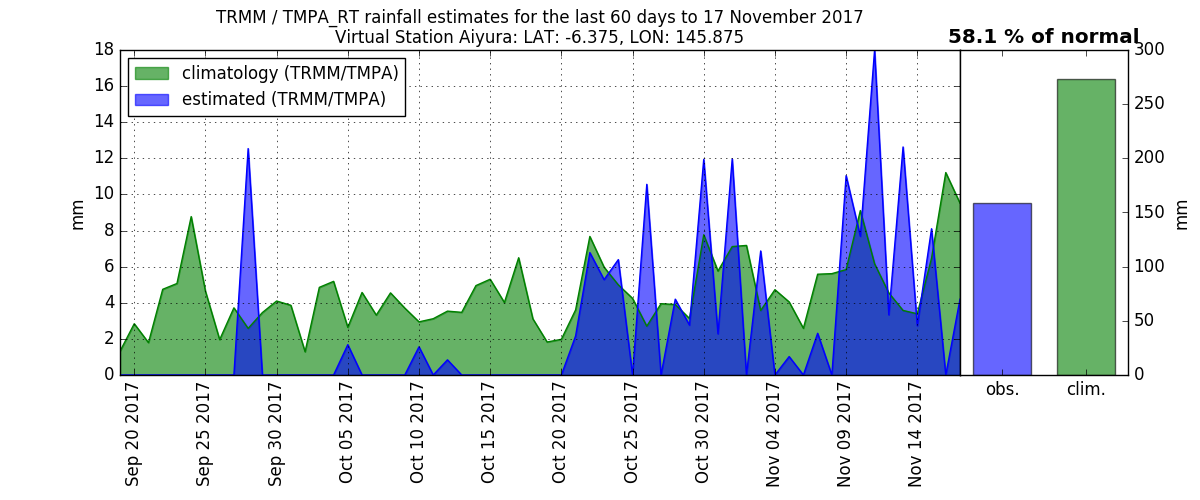 TRMM / TMPA_RT rainfall estimates for the last 60 days to 17 November 2017
Virtual Station Aiyura: LAT: -6.375, LON: 145.875
58.1 % of normal
climatology (TRMM/TMPA)
estimated (TRMM/TMPA)
mm
18
16
14
12
10
8
6
4
2
0
Sep 20 2017
Sep 25 2017
Sep 30 2017
Oct 05 2017
Oct 10 2017
Oct 15 2017
Oct 20 2017
Oct 25 2017
Oct 30 2017
Nov 04 2017
Nov 09 2017
Nov 14 2017
obs.
clim.
300
250
200
150
100
50
0
mm